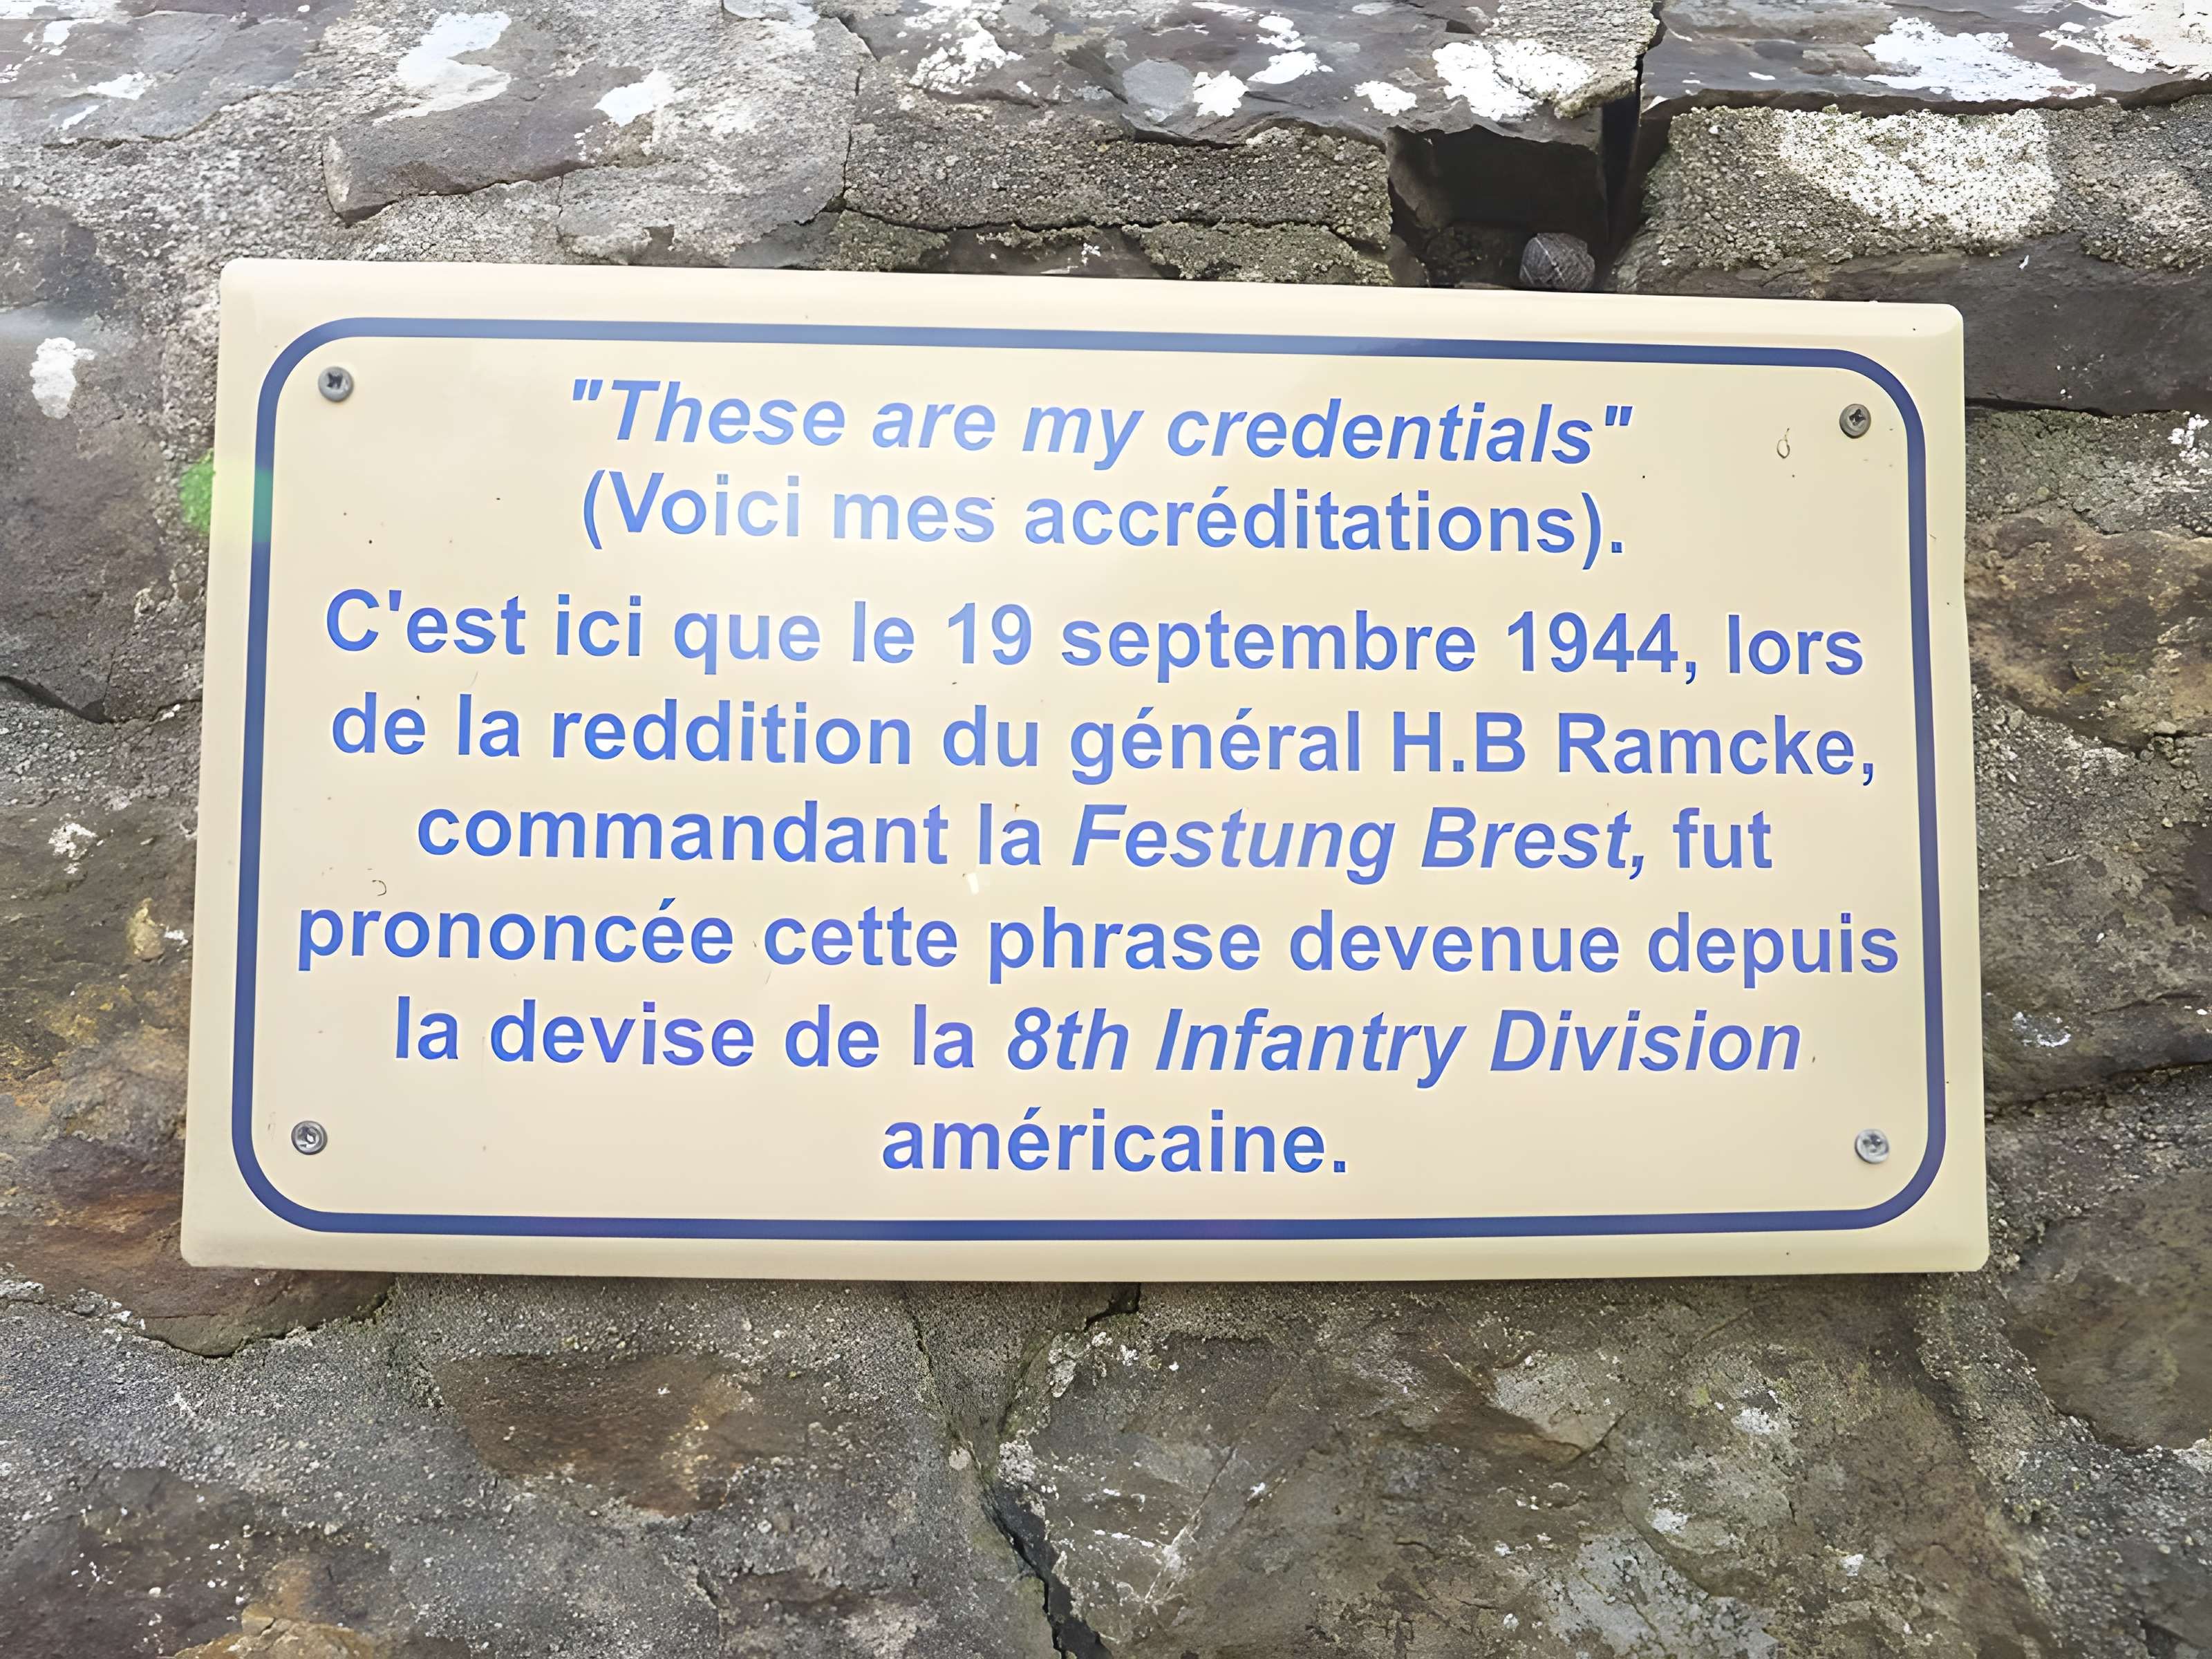 "These are my credentials"
(Voici mes accréditations).
C'est ici que le 19 septembre 1944, lors
de la reddition du général H.B Ramcke,
commandant la Festung Brest, fut
prononcée cette phrase devenue depuis
la devise de la 8th Infantry Division
américaine.